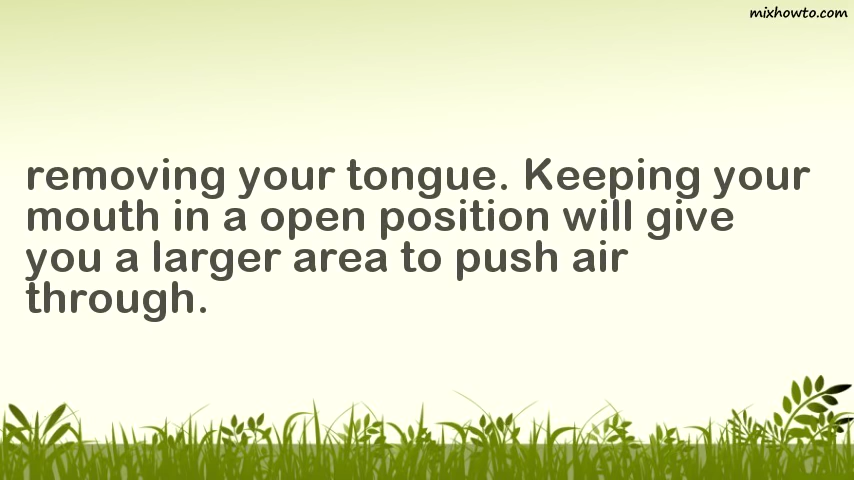 mixhowto.com
removing your tongue. Keeping your
mouth in a open position will give
you a larger area to push air
through.